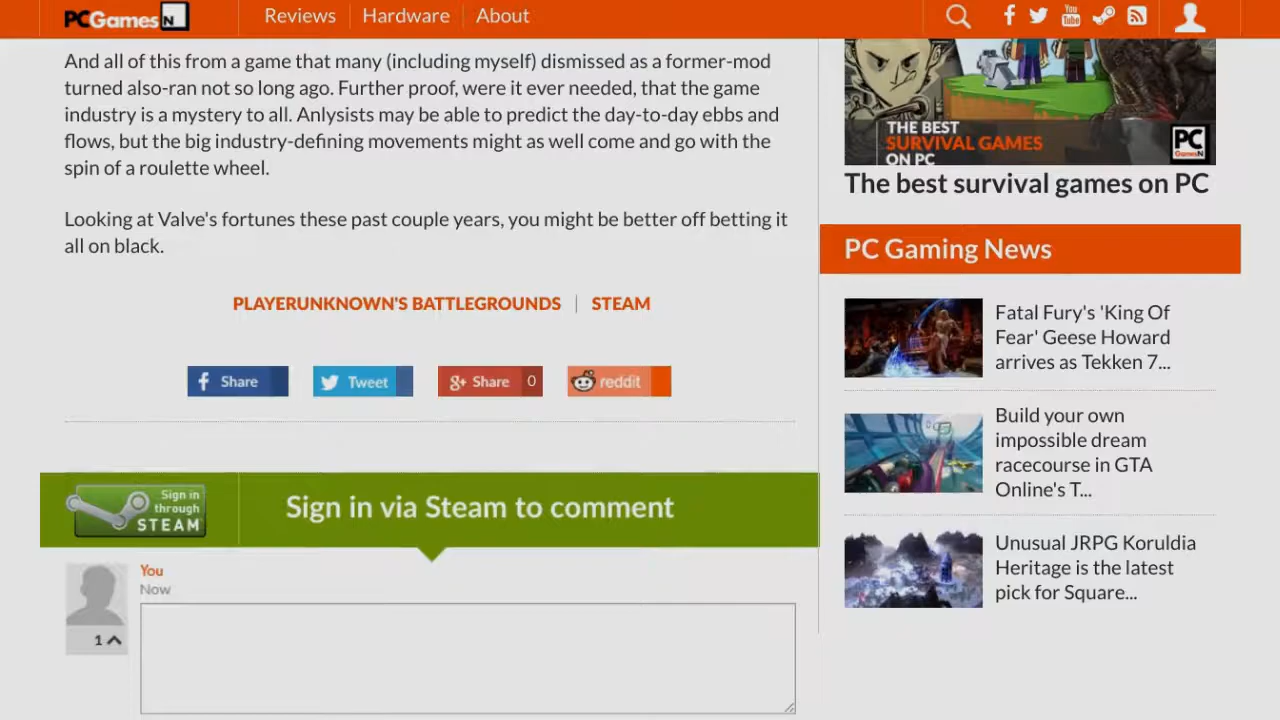 PCGamesN
Reviews
Hardware
About
You
Tube
And all of this from a game that many (including myself) dismissed as a former-mod
turned also-ran not so long ago. Further proof, were it ever needed, that the game
industry is a mystery to all. Anlysists may be able to predict the day-to-day ebbs and
flows, but the big industry-defining movements might as well come and go with the
spin of a roulette wheel.
Looking at Valve's fortunes these past couple years, you might be better off betting it
all on black.
PLAYERUNKNOWN'S BATTLEGROUNDS | STEAM
Share
Tweet
g+ Share 0
reddit
Sign in
through
STEAM
Sign in via Steam to comment
You
Now
1
THE BEST
SURVIVAL GAMES
ON PC
PC
GamesN
The best survival games on PC
PC Gaming News
Fatal Fury's 'King Of
Fear' Geese Howard
arrives as Tekken 7...
Build your own
impossible dream
racecourse in GTA
Online's T...
Unusual JRPG Koruldia
Heritage is the latest
pick for Square...